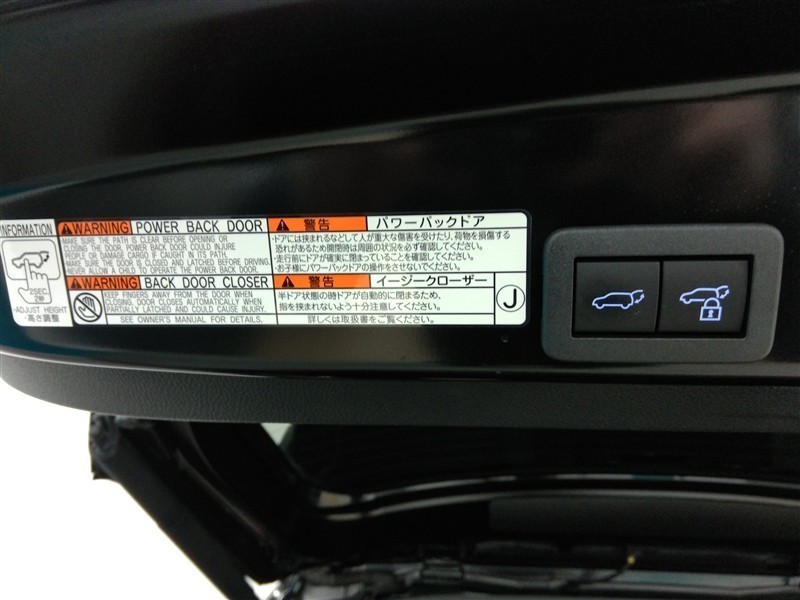 INFORMATION
2SEC.
2秒
・ADJUST HEIGHT
・高さ調整
WARNING POWER BACK DOOR
MAKE SURE THE PATH IS CLEAR BEFORE OPENING OR
CLOSING THE DOOR. POWER BACK DOOR COULD INJURE
PEOPLE OR DAMAGE CARGO IF CAUGHT IN ITS PATH.
MAKE SURE THE DOOR IS CLOSED AND LATCHED BEFORE DRIVING.
NEVER ALLOW A CHILD TO OPERATE THE POWER BACK DOOR.
警告 パワーバックドア
・ドアには挟まれるなどして人が重大な傷害を受けたり、荷物を損傷する
恐れがあるため開閉時は周囲の状況を必ず確認してください。
・走行前にドアが確実に閉まっていることを確認してください。
・お子様にパワーバックドアの操作をさせないでください。
WARNING BACK DOOR CLOSER
KEEP FINGERS AWAY FROM THE DOOR WHEN
CLOSING. DOOR CLOSES AUTOMATICALLY WHEN
PARTIALLY LATCHED AND COULD CAUSE INJURY.
SEE OWNER'S MANUAL FOR DETAILS.
警告 イージークローザー
半ドア状態の時ドアが自動的に閉まるため、
指を挟まれないよう十分注意してください。
詳しくは取扱書をご覧ください。
J